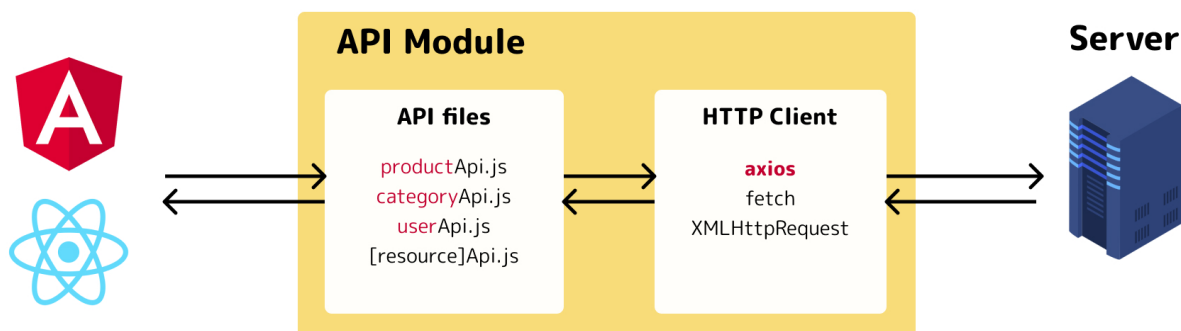 API Module
Server
API files
productApi.js
categoryApi.js
userApi.js
[resource]Api.js
HTTP Client
axios
fetch
XMLHttpRequest